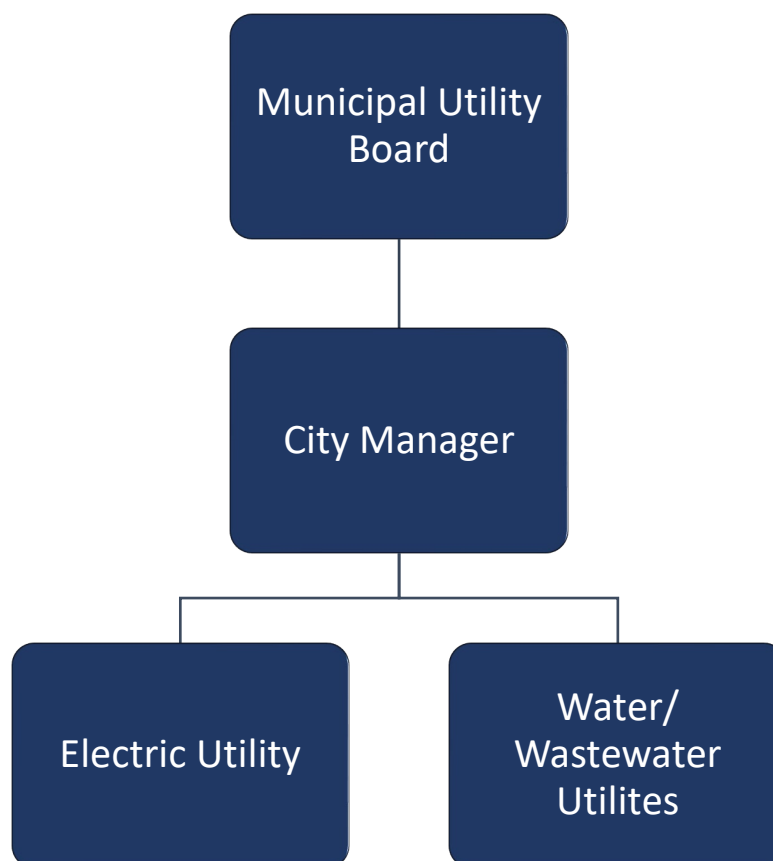 Municipal Utility
Board
City Manager
Electric Utility
Water/
Wastewater
Utilites